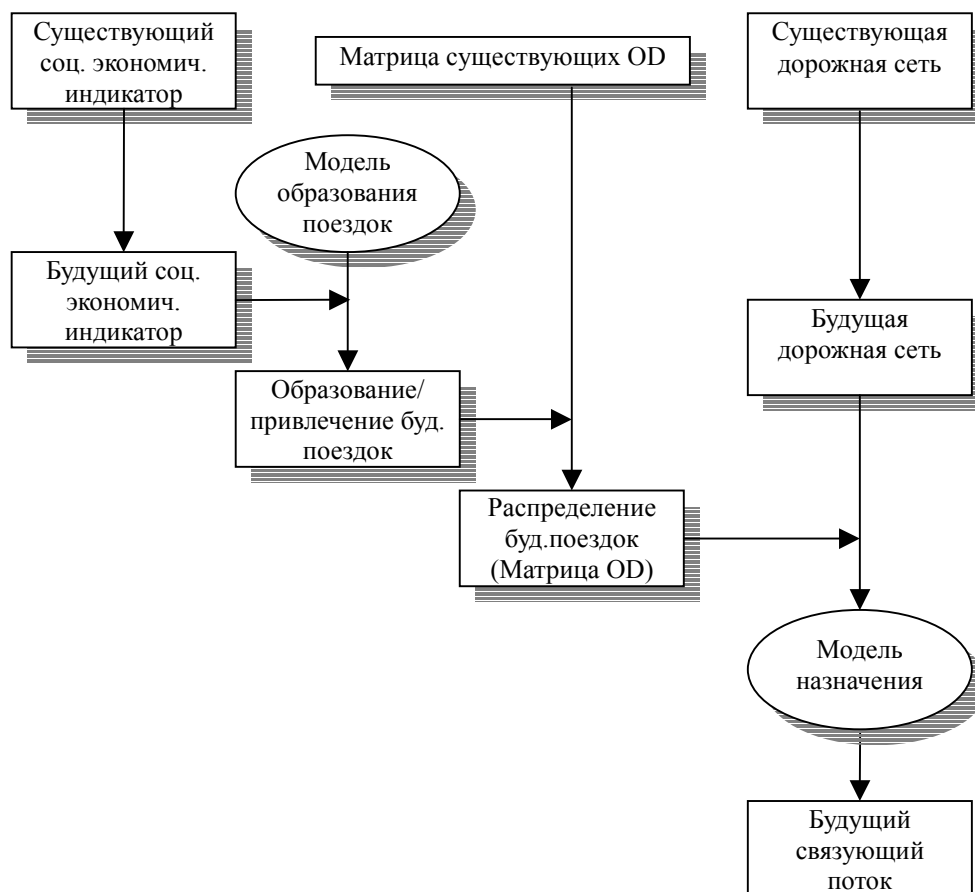 Существующий
соц. экономич.
индикатор
Матрица существующих OD
Существующая
дорожная сеть
Модель
образования
поездок
Будущий соц.
экономич.
индикатор
Будущая
дорожная сеть
Образование/
привлечение буд.
поездок
Распределение
буд.поездок
(Матрица OD)
Модель
назначения
Будущий
связующий
поток